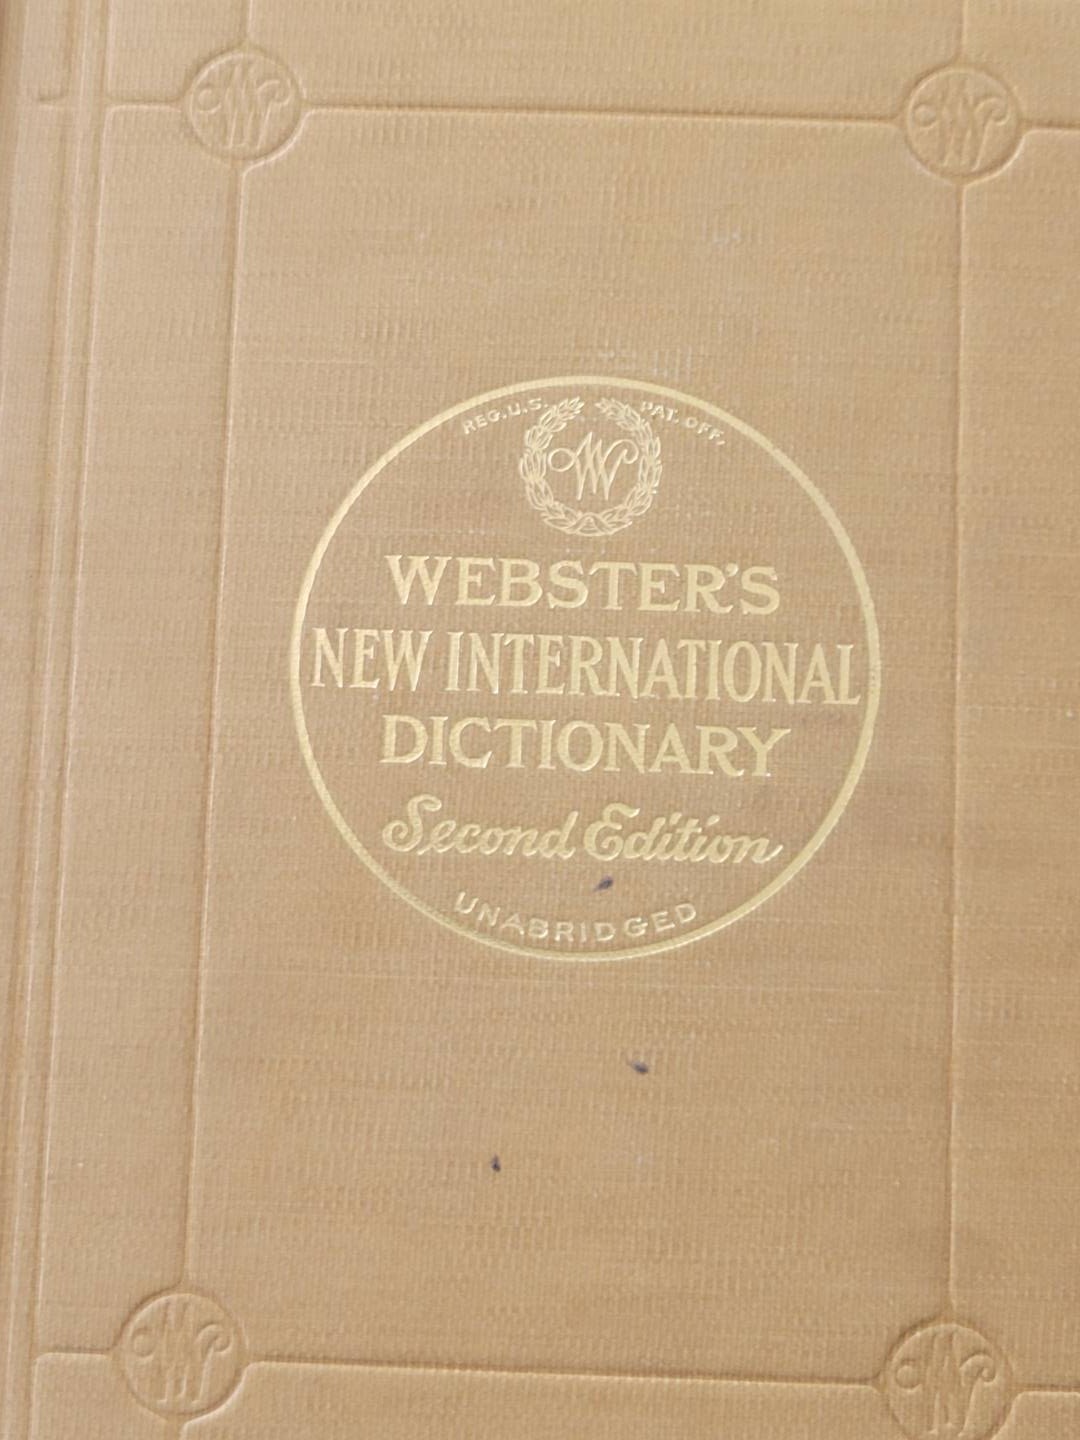 REG. U.S. PAT. OFF.
W
WEBSTER'S
NEW INTERNATIONAL
DICTIONARY
Second Edition
UNABRIDGED